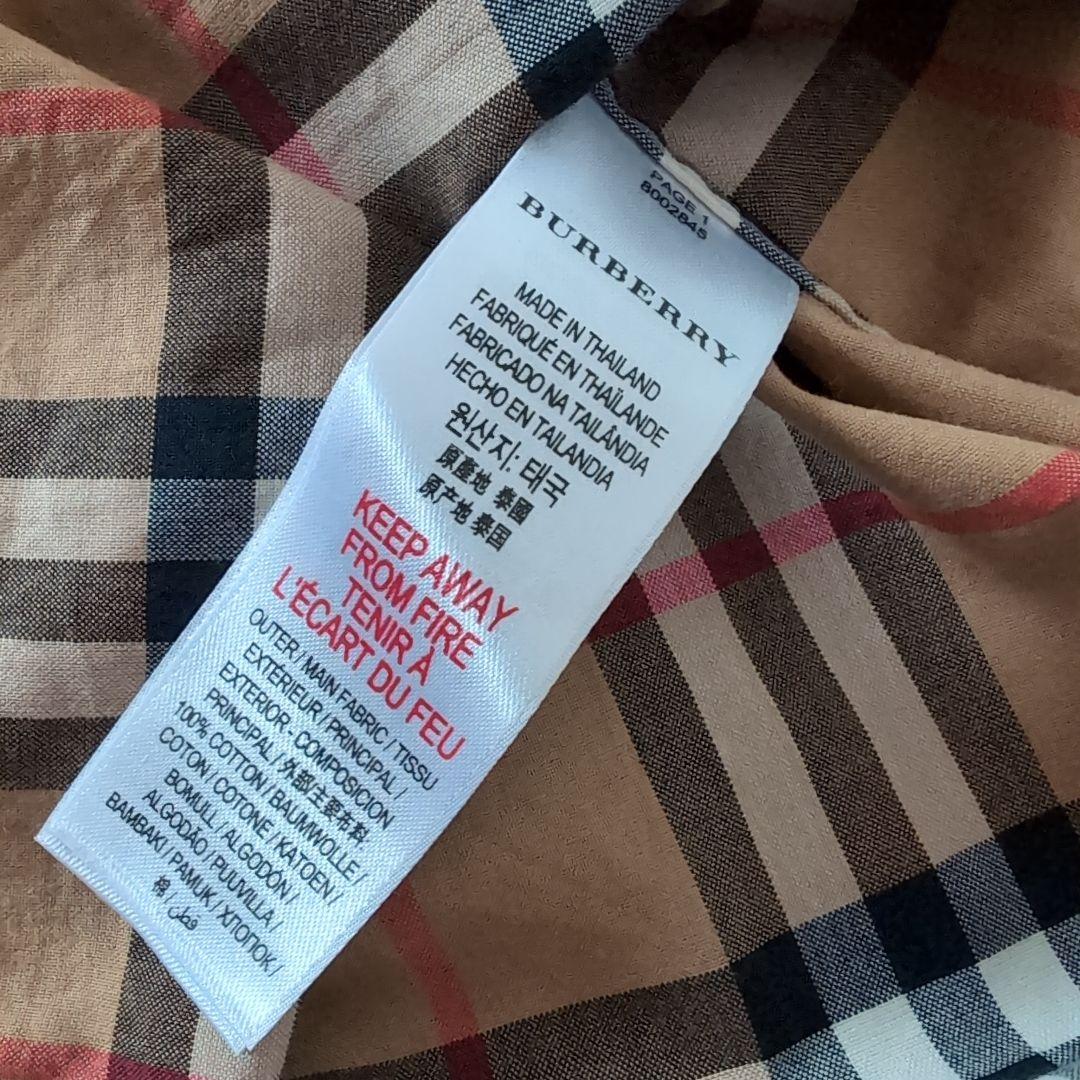 PAGE 1
8002845
BURBERRY
MADE IN THAILAND
FABRIQUÉ EN THAÏLANDE
FABRICADO NA TAILÂNDIA
HECHO EN TAILANDIA
원산지: 태국
原產地 泰國
原产地 泰国
KEEP AWAY
FROM FIRE
TENIR À
L'ÉCART DU FEU
OUTER / MAIN FABRIC / TISSU
EXTÉRIEUR / PRINCIPAL /
EXTERIOR - COMPOSICION
PRINCIPAL / 外部主要布料
100% COTTON / BAUMWOLLE /
COTON / COTONE / KATOEN /
BOMULL / ALGODÓN /
ALGODÃO / PUUVILLA /
BAMBAKI / PAMUK / ХЛОПОК /
棉 / قطن